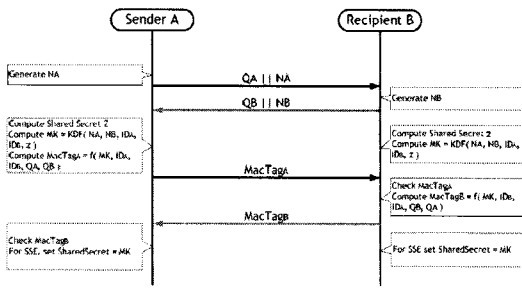 Sender A
Recipient B
Generate NA
QA || NA
Generate NB
QB || NB
Compute Shared Secret Z
Compute MK = KDF( NA, NB, IDA,
IDB, Z )
Compute MacTagA = f( MK, IDA,
IDB, QA, QB )
Compute Shared Secret Z
Compute MK = KDF( NA, NB, IDA,
IDB, Z )
MacTagA
Check MacTagA
Compute MacTagB = f( MK, IDB,
IDA, QB, QA )
MacTagB
Check MacTagB
For SSE, set SharedSecret = MK
For SSE set SharedSecret = MK